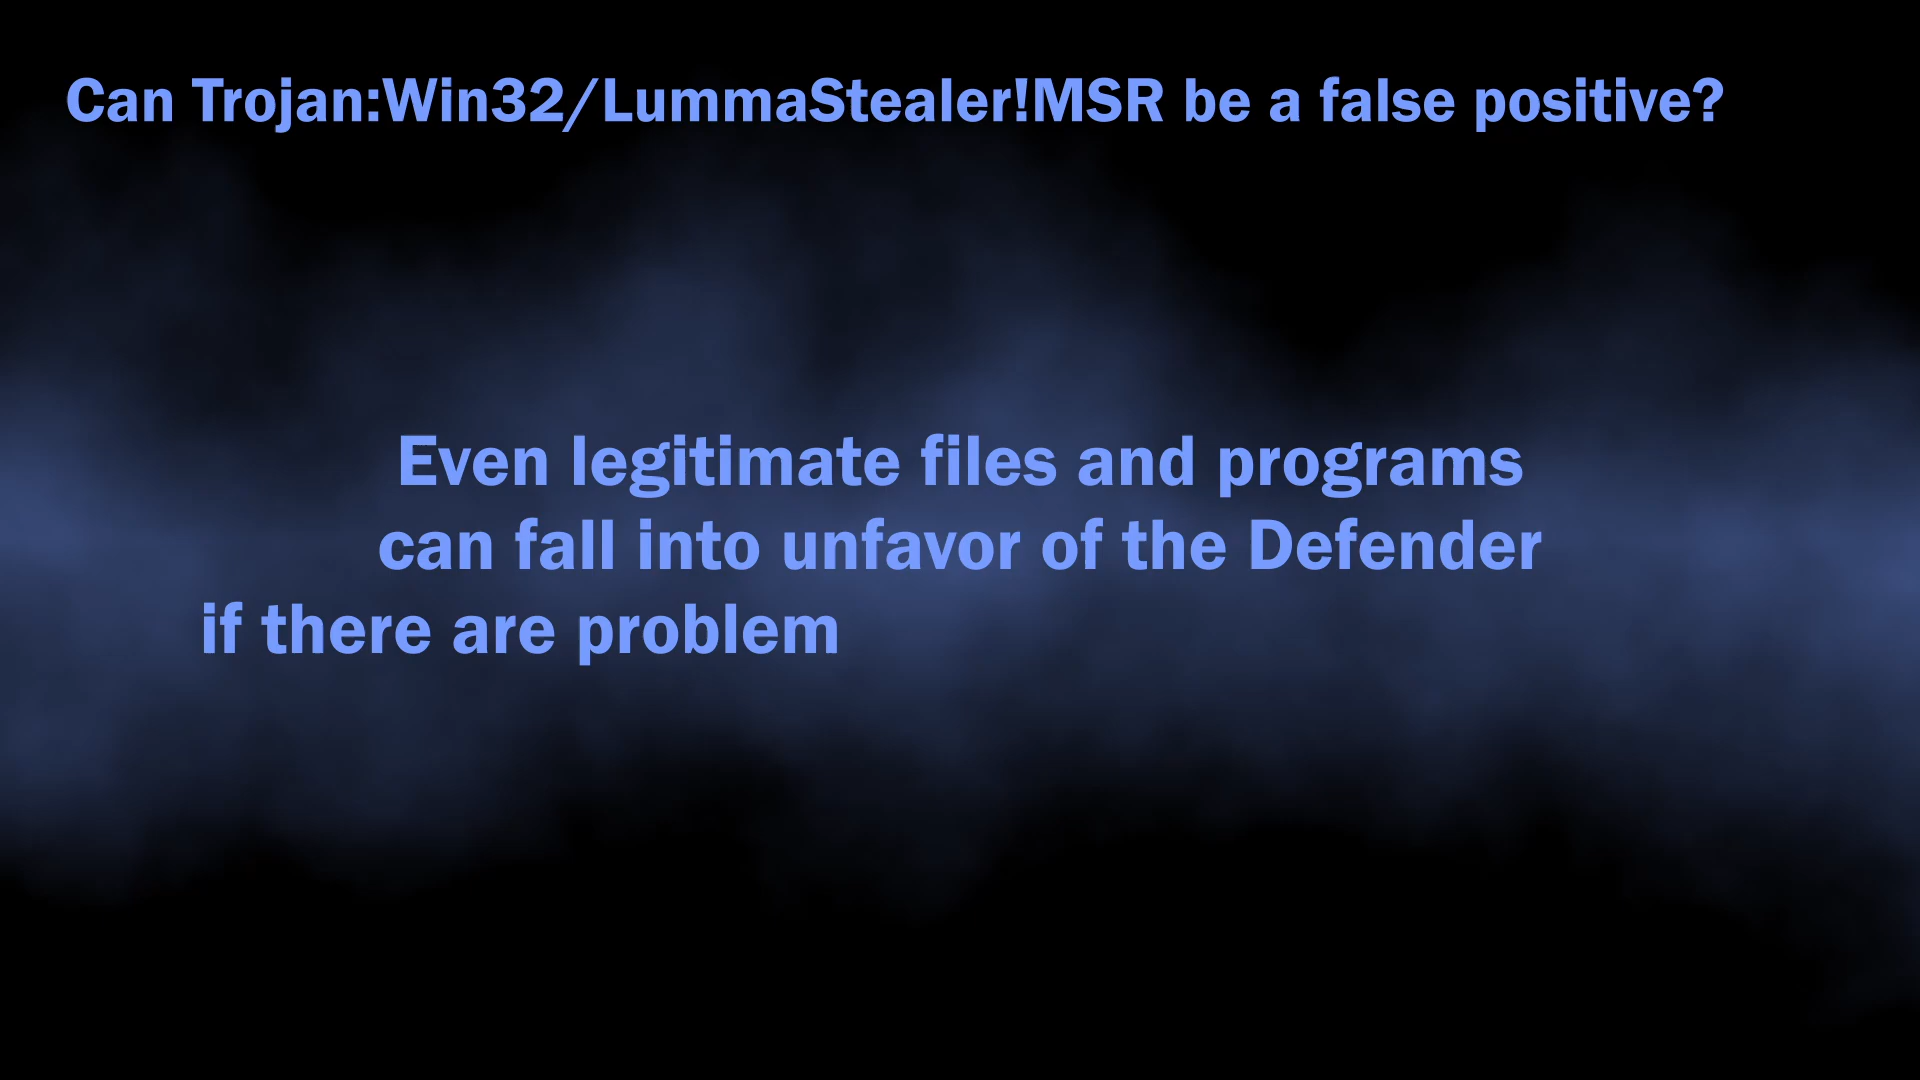 Can Trojan:Win32/LummaStealer!MSR be a false positive?
Even legitimate files and programs
can fall into unfavor of the Defender
if there are problem